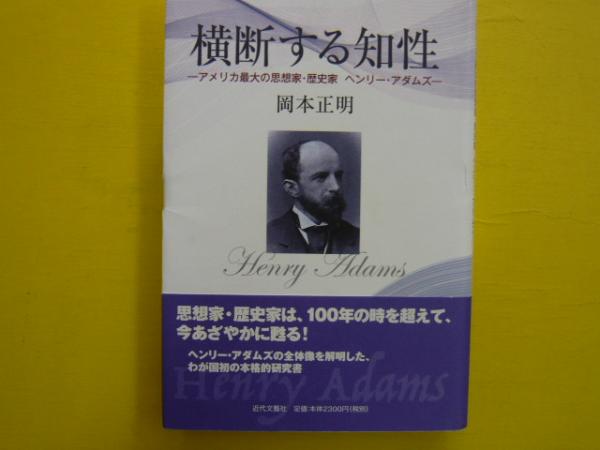 横断する知性
―アメリカ最大の思想家・歴史家 ヘンリー・アダムズ―
岡本正明
Henry Adams
思想家・歴史家は、100年の時を超えて、
今あざやかに甦る!
ヘンリー・アダムズの全体像を解明した、
わが国初の本格的研究書
Henry Adams
近代文藝社 定価:本体2300円(税別)